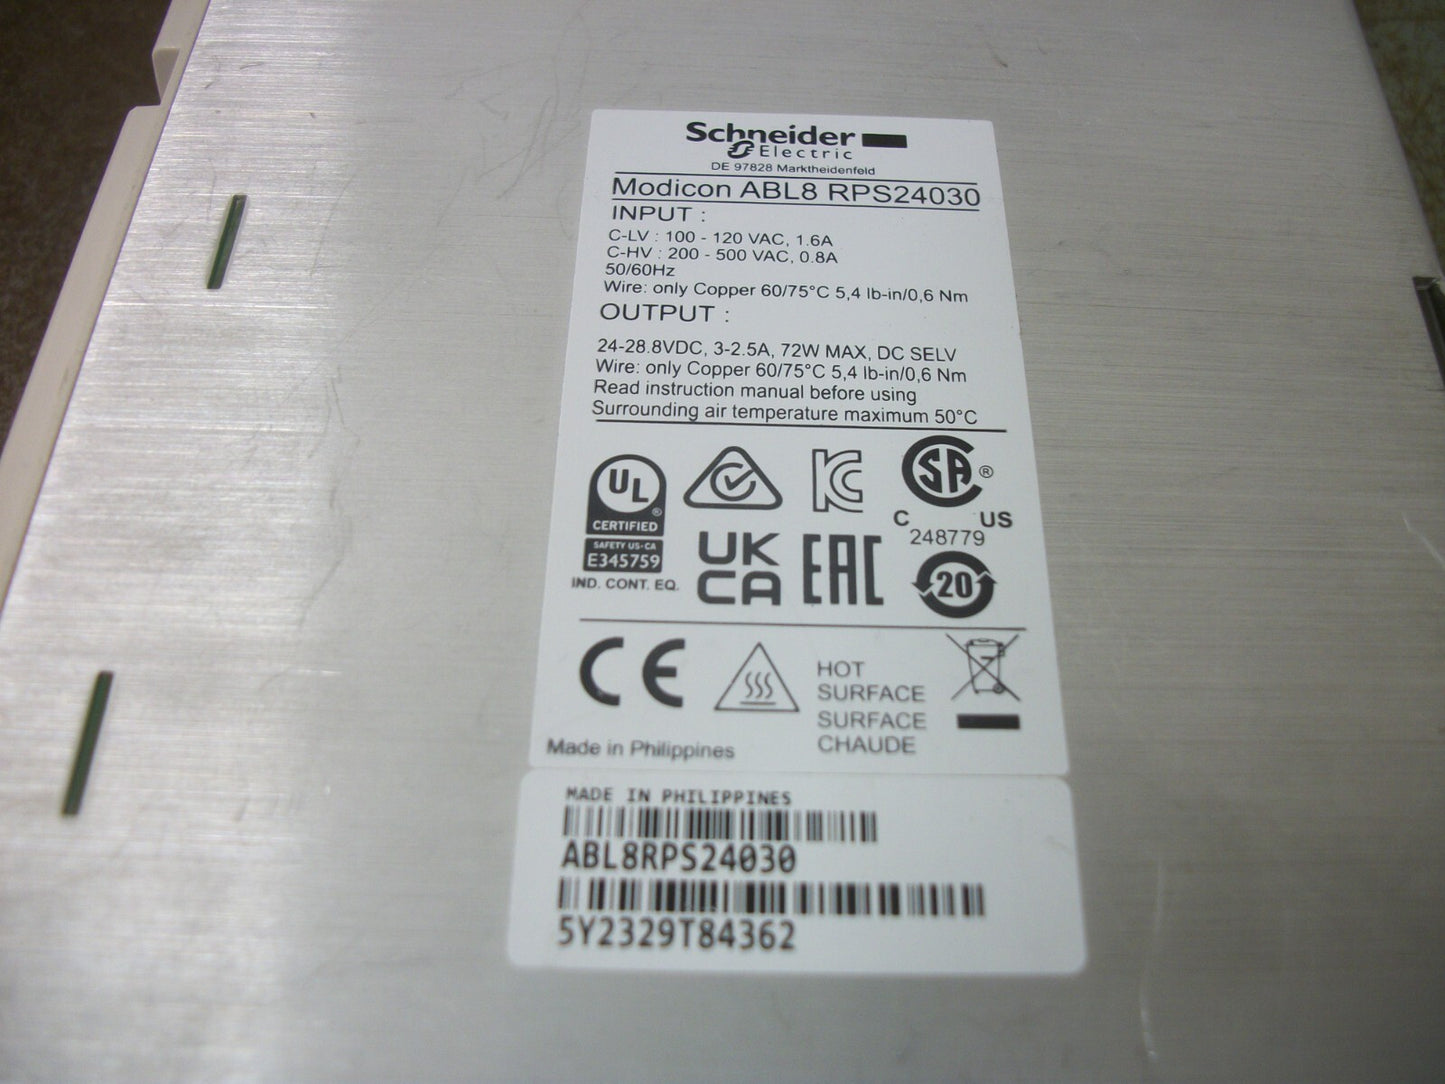 Schneider
Electric
DE 97828 Marktheidenfeld
Modicon ABL8 RPS24030
INPUT :
C-LV : 100 - 120 VAC, 1.6A
C-HV : 200 - 500 VAC, 0.8A
50/60Hz
Wire: only Copper 60/75°C 5,4 lb-in/0,6 Nm
OUTPUT :
24-28.8VDC, 3-2.5A, 72W MAX, DC SELV
Wire: only Copper 60/75°C 5,4 lb-in/0,6 Nm
Read instruction manual before using
Surrounding air temperature maximum 50°C
UL
®
CERTIFIED
SAFETY US-CA
E345759
IND. CONT. EQ.
KC
SA ®
C US
248779
UK
CA
EAC
20
CE
HOT
SURFACE
SURFACE
CHAUDE
Made in Philippines
MADE IN PHILIPPINES
ABL8RPS24030
5Y2329T84362